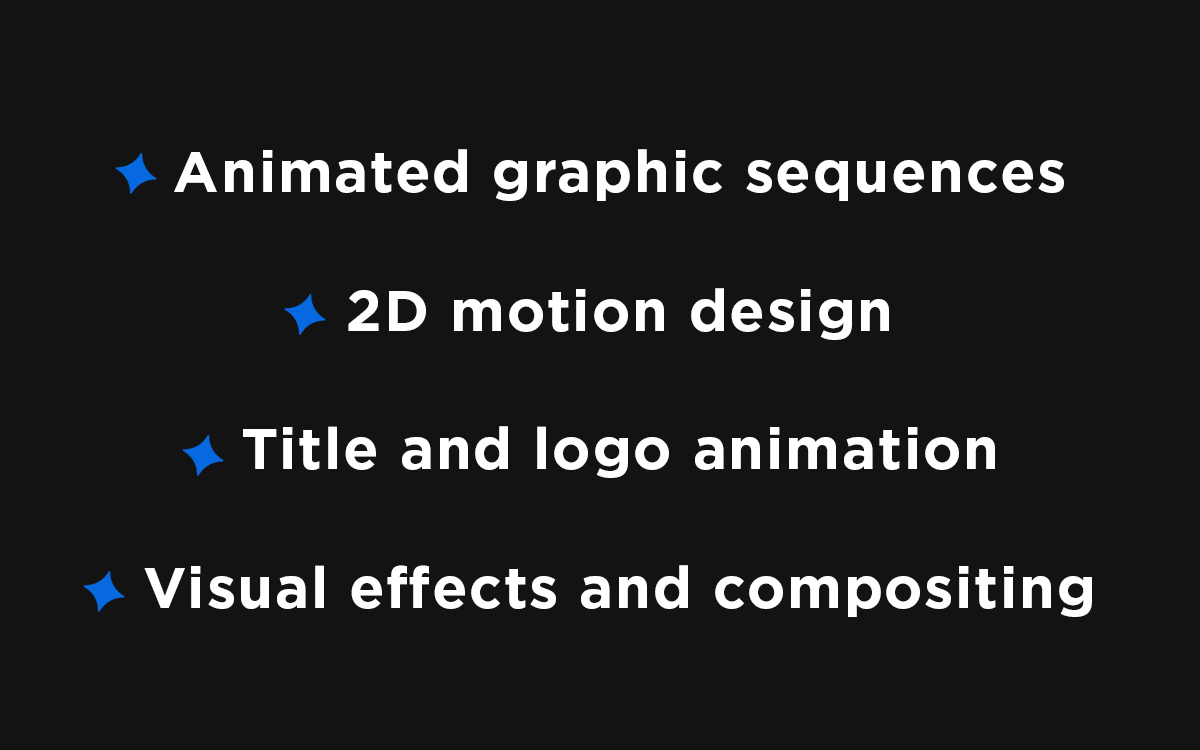 Animated graphic sequences
2D motion design
Title and logo animation
Visual effects and compositing